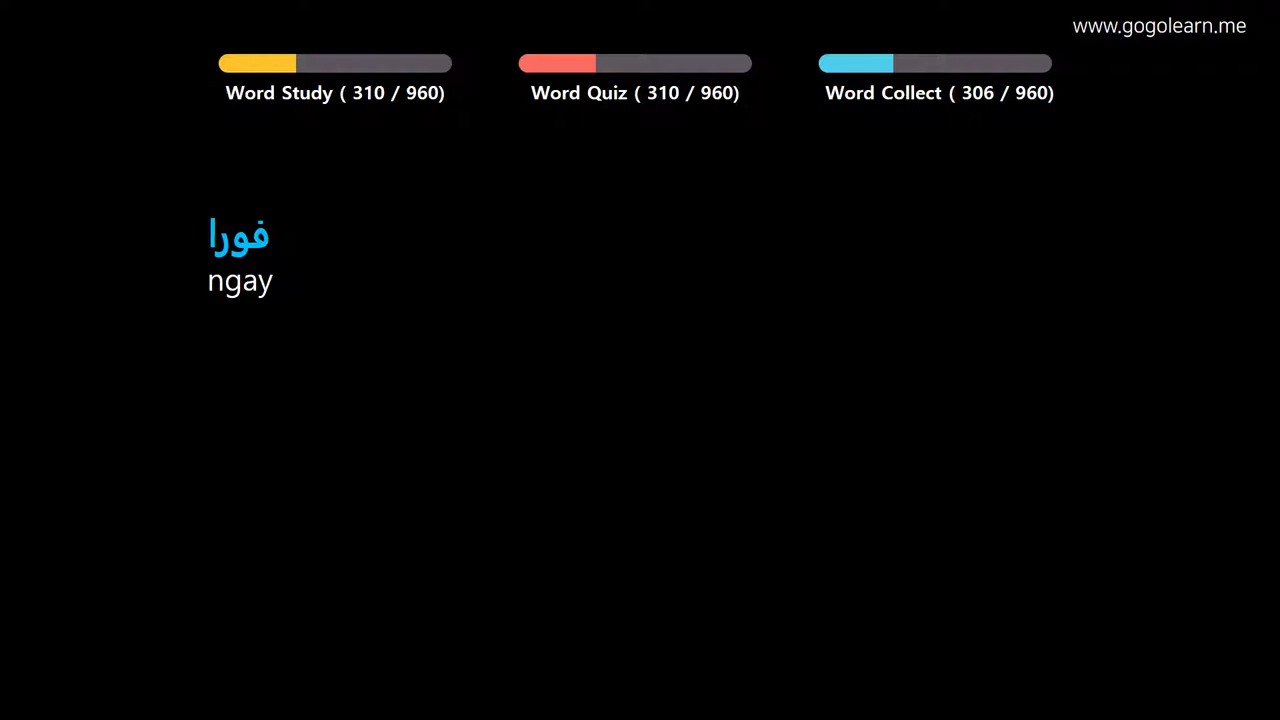 www.gogolearn.me
Word Study ( 310 / 960)
Word Quiz ( 310 / 960)
Word Collect ( 306 / 960)
فورا
ngay